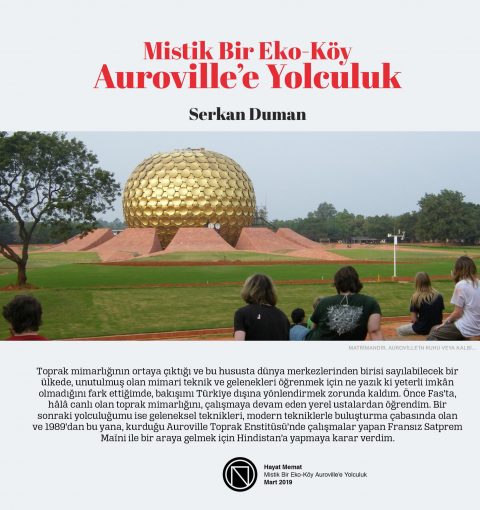 Mistik Bir Eko-Köy
Auroville'e Yolculuk
Serkan Duman
MATRIMANDIR, AUROVILLE'İN RUHU VEYA KALBİ...
Toprak mimarlığının ortaya çıktığı ve bu hususta dünya merkezlerinden birisi sayılabilecek bir
ülkede, unutulmuş olan mimari teknik ve gelenekleri öğrenmek için ne yazık ki yeterli imkân
olmadığını fark ettiğimde, bakışımı Türkiye dışına yönlendirmek zorunda kaldım. Önce Fas'ta,
hâlâ canlı olan toprak mimarlığını, çalışmaya devam eden yerel ustalardan öğrendim. Bir
sonraki yolculuğumu ise geleneksel teknikleri, modern tekniklerle buluşturma çabasında olan
ve 1989'dan bu yana, kurduğu Auroville Toprak Enstitüsü'nde çalışmalar yapan Fransız Satprem
Maïni ile bir araya gelmek için Hindistan'a yapmaya karar verdim.
Hayat Memat
Mistik Bir Eko-Köy Auroville'e Yolculuk
Mart 2019